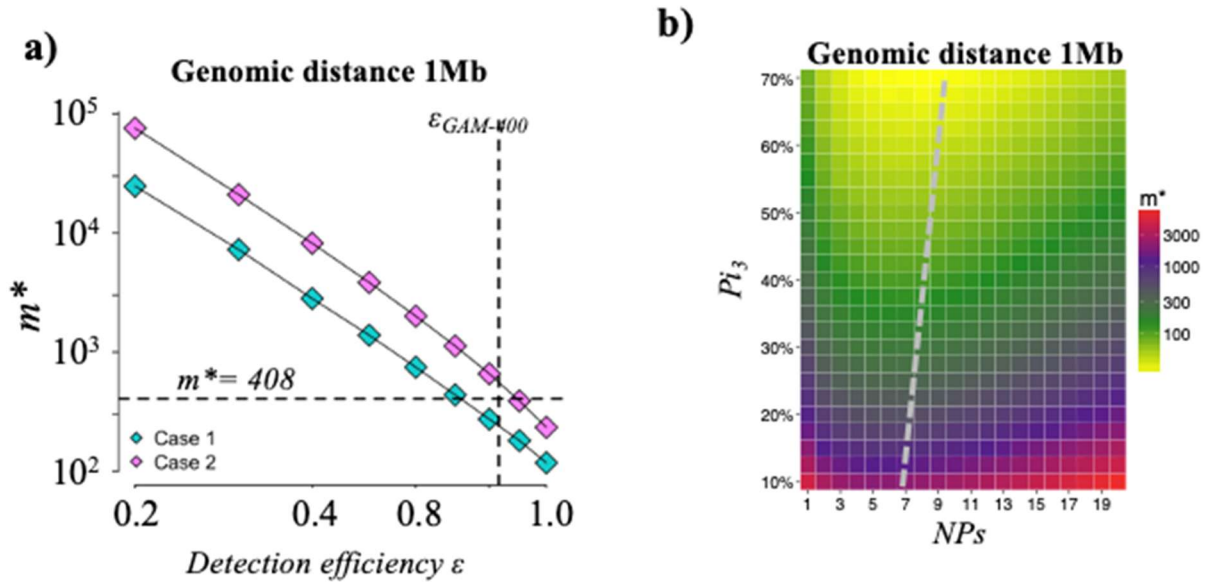 a)
Genomic distance 1Mb
ε_GAM-400
10^5
10^4
10^3
10^2
m*
m*= 408
Case 1
Case 2
0.2 0.4 0.8 1.0
Detection efficiency ε
b)
Genomic distance 1Mb
70%
60%
50%
40%
30%
20%
10%
Pi_3
1 3 5 7 9 11 13 15 17 19
NPs
m*
3000
1000
300
100